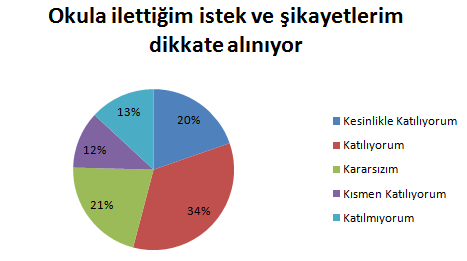 Okula ilettiğim istek ve şikayetlerim
dikkate alınıyor
13%
20%
12%
21%
34%
Kesinlikle Katılıyorum
Katılıyorum
Kararsızım
Kısmen Katılıyorum
Katılmıyorum